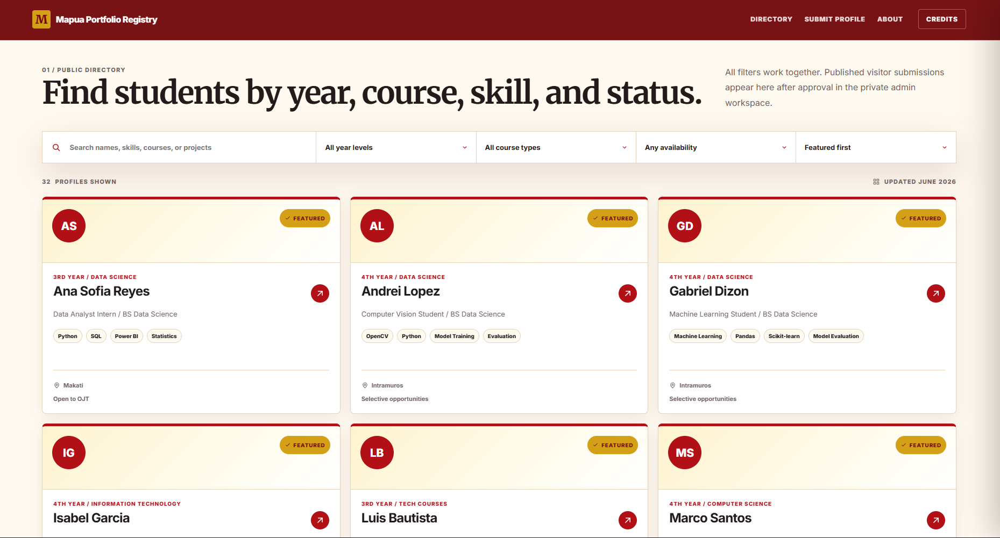 M Mapua Portfolio Registry
DIRECTORY SUBMIT PROFILE ABOUT CREDITS
01 / PUBLIC DIRECTORY
Find students by year, course, skill, and status.
All filters work together. Published visitor submissions
appear here after approval in the private admin
workspace.
Search names, skills, courses, or projects
All year levels
All course types
Any availability
Featured first
32 PROFILES SHOWN
UPDATED JUNE 2026
AS
FEATURED
3RD YEAR / DATA SCIENCE
Ana Sofia Reyes
Data Analyst Intern / BS Data Science
Python SQL Power BI Statistics
Makati
Open to OJT
AL
FEATURED
4TH YEAR / DATA SCIENCE
Andrei Lopez
Computer Vision Student / BS Data Science
OpenCV Python Model Training Evaluation
Intramuros
Selective opportunities
GD
FEATURED
4TH YEAR / DATA SCIENCE
Gabriel Dizon
Machine Learning Student / BS Data Science
Machine Learning Pandas Scikit-learn Model Evaluation
Intramuros
Selective opportunities
IG
FEATURED
4TH YEAR / INFORMATION TECHNOLOGY
Isabel Garcia
LB
FEATURED
3RD YEAR / TECH COURSES
Luis Bautista
MS
FEATURED
4TH YEAR / COMPUTER SCIENCE
Marco Santos